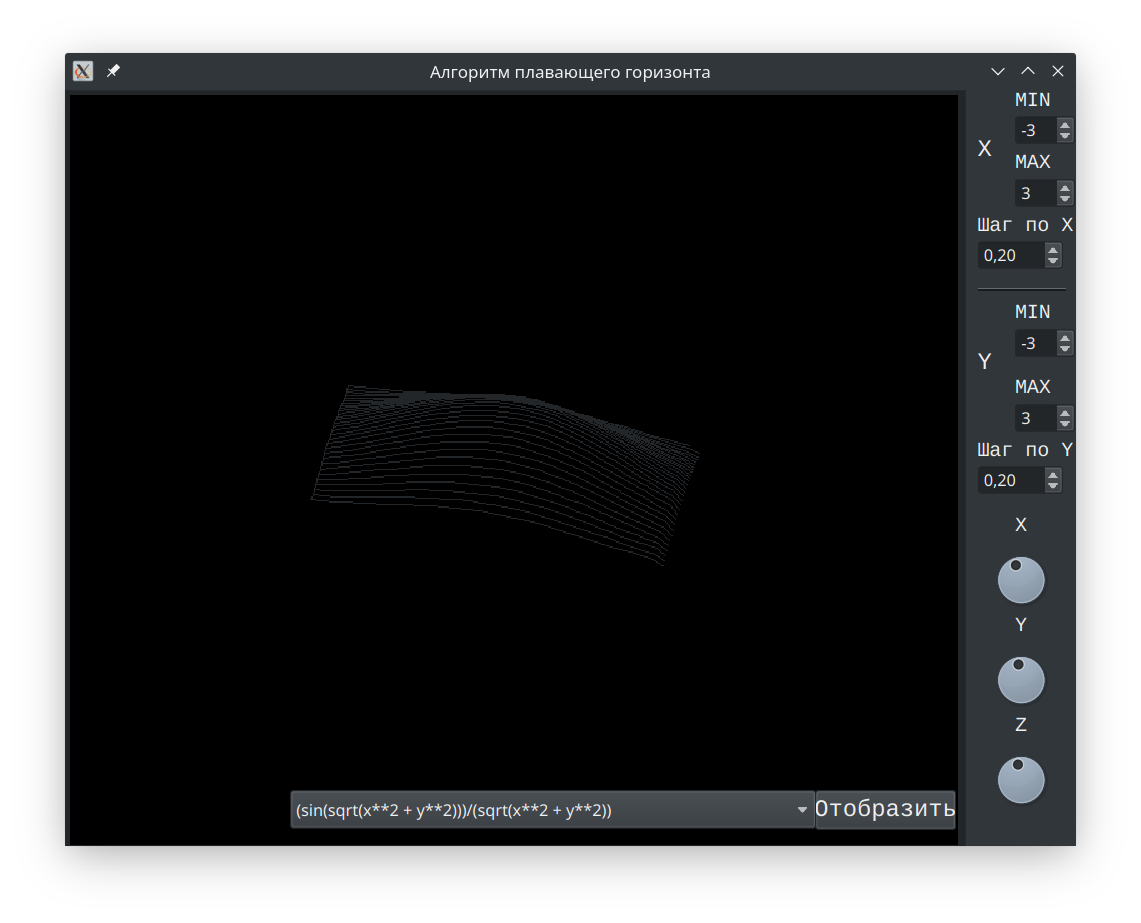 Алгоритм плавающего горизонта
MIN
-3
X
MAX
3
Шаг по X
0,20
MIN
-3
Y
MAX
3
Шаг по Y
0,20
X
Y
Z
(sin(sqrt(x**2 + y**2)))/(sqrt(x**2 + y**2))
Отобразить